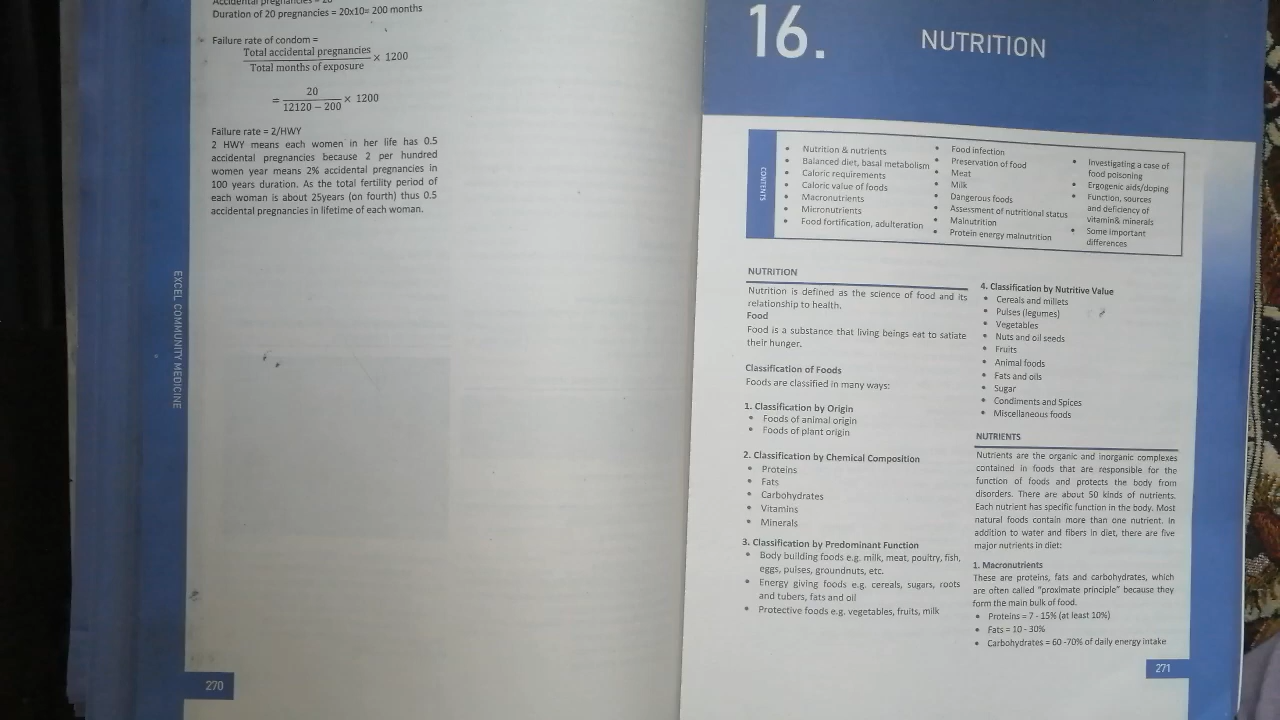 Accidental pregnancies = 20
Duration of 20 pregnancies = 20x10= 200 months
Failure rate of condom =
Total accidental pregnancies
Total months of exposure
× 1200
= 20
12120 − 200
× 1200
Failure rate = 2/HWY
2 HWY means each women in her life has 0.5
accidental pregnancies because 2 per hundred
women year means 2% accidental pregnancies in
100 years duration. As the total fertility period of
each woman is about 25years (on fourth) thus 0.5
accidental pregnancies in lifetime of each woman.
EXCEL COMMUNITY MEDICINE
270
16.
NUTRITION
CONTENTS
• Nutrition & nutrients
• Balanced diet, basal metabolism
• Caloric requirements
• Caloric value of foods
• Macronutrients
• Micronutrients
• Food fortification, adulteration
• Food infection
• Preservation of food
• Meat
• Milk
• Dangerous foods
• Assessment of nutritional status
• Malnutrition
• Protein energy malnutrition
• Investigating a case of
food poisoning
• Ergogenic aids/doping
• Function, sources
and deficiency of
vitamin& minerals
• Some important
differences
NUTRITION
Nutrition is defined as the science of food and its
relationship to health.
Food
Food is a substance that living beings eat to satiate
their hunger.
Classification of Foods
Foods are classified in many ways:
1. Classification by Origin
• Foods of animal origin
• Foods of plant origin
2. Classification by Chemical Composition
• Proteins
• Fats
• Carbohydrates
• Vitamins
• Minerals
3. Classification by Predominant Function
• Body building foods e.g. milk, meat, poultry, fish,
eggs, pulses, groundnuts, etc.
• Energy giving foods e.g. cereals, sugars, roots
and tubers, fats and oil
• Protective foods e.g. vegetables, fruits, milk
4. Classification by Nutritive Value
• Cereals and millets
• Pulses (legumes)
• Vegetables
• Nuts and oil seeds
• Fruits
• Animal foods
• Fats and oils
• Sugar
• Condiments and Spices
• Miscellaneous foods
NUTRIENTS
Nutrients are the organic and inorganic complexes
contained in foods that are responsible for the
function of foods and protects the body from
disorders. There are about 50 kinds of nutrients.
Each nutrient has specific function in the body. Most
natural foods contain more than one nutrient. In
addition to water and fibers in diet, there are five
major nutrients in diet:
1. Macronutrients
These are proteins, fats and carbohydrates, which
are often called "proximate principle" because they
form the main bulk of food.
• Proteins = 7 - 15% (at least 10%)
• Fats = 10 - 30%
• Carbohydrates = 60 -70% of daily energy intake
271